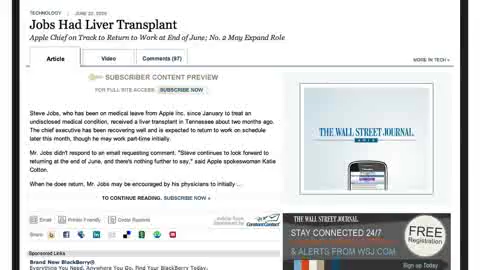 TECHNOLOGY | JUNE 20, 2009
Jobs Had Liver Transplant
Apple Chief on Track to Return to Work at End of June; No. 2 May Expand Role
Article
Video
Comments (97)
MORE IN TECH »
SUBSCRIBER CONTENT PREVIEW
FOR FULL SITE ACCESS: SUBSCRIBE NOW
Steve Jobs, who has been on medical leave from Apple Inc. since January to treat an
undisclosed medical condition, received a liver transplant in Tennessee about two months ago.
The chief executive has been recovering well and is expected to return to work on schedule
later this month, though he may work part-time initially.
Mr. Jobs didn't respond to an email requesting comment. "Steve continues to look forward to
returning at the end of June, and there's nothing further to say," said Apple spokeswoman Katie
Cotton.
When he does return, Mr. Jobs may be encouraged by his physicians to initially ...
TO CONTINUE READING, SUBSCRIBE NOW »
THE WALL STREET JOURNAL.
Email
Printer Friendly
Order Reprints
Article Tools
Sponsored by
Constant Contact
Share:
THE WALL STREET JOURNAL.
STAY CONNECTED 24/7
& ALERTS FROM WSJ.COM
FREE
Registration
Sign up Today
Sponsored Links
Brand New BlackBerry®
Everything You Need. Anywhere You Do. Find Your BlackBerry Today.